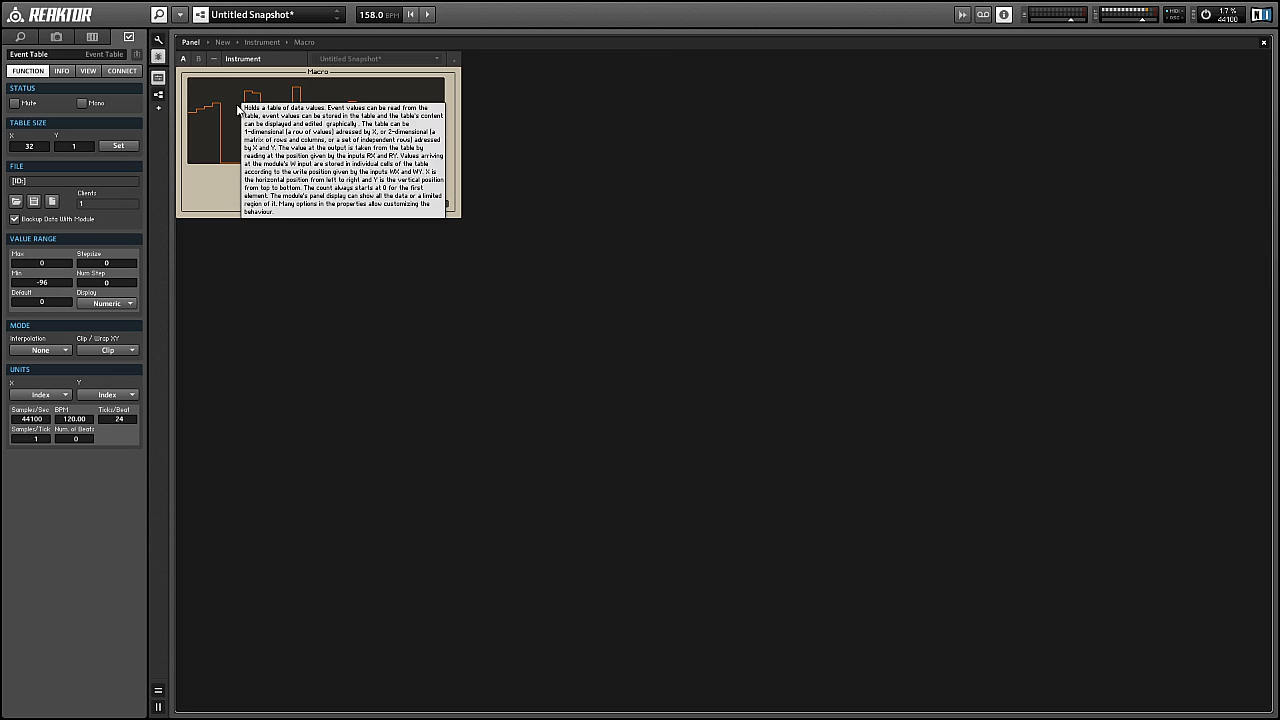 REAKTOR
Untitled Snapshot*
158.0 BPM
1.7 %
44100
Panel
New
Instrument
Macro
Event Table
Event Table
FUNCTION
INFO
VIEW
CONNECT
A
B
Instrument
Untitled Snapshot*
Macro
STATUS
Mute
Mono
TABLE SIZE
X
Y
32
1
Set
FILE
[ID:]
Clients
1
Backup Data With Module
VALUE RANGE
Max
Stepsize
0
0
Min
Num Step
-96
0
Default
Display
0
Numeric
MODE
Interpolation
Clip / Wrap XY
None
Clip
UNITS
X
Y
Index
Index
Samples/Sec
BPM
Ticks/Beat
44100
120.00
24
Samples/Tick
Num. of Beats
1
0
Holds a table of data values. Event values can be read from the
table, event values can be stored in the table and the table's content
can be displayed and edited graphically . The table can be
1-dimensional (a row of values) adressed by X, or 2-dimensional (a
matrix of rows and columns, or a set of independent rows) adressed
by X and Y. The value at the output is taken from the table by
reading at the position given by the inputs RX and RY. Values arriving
at the module's W input are stored in individual cells of the table
according to the write position given by the inputs WX and WY. X is
the horizontal position from left to right and Y is the vertical position
from top to bottom. The count always starts at 0 for the first
element. The module's panel display can show all the data or a limited
region of it. Many options in the properties allow customizing the
behaviour.